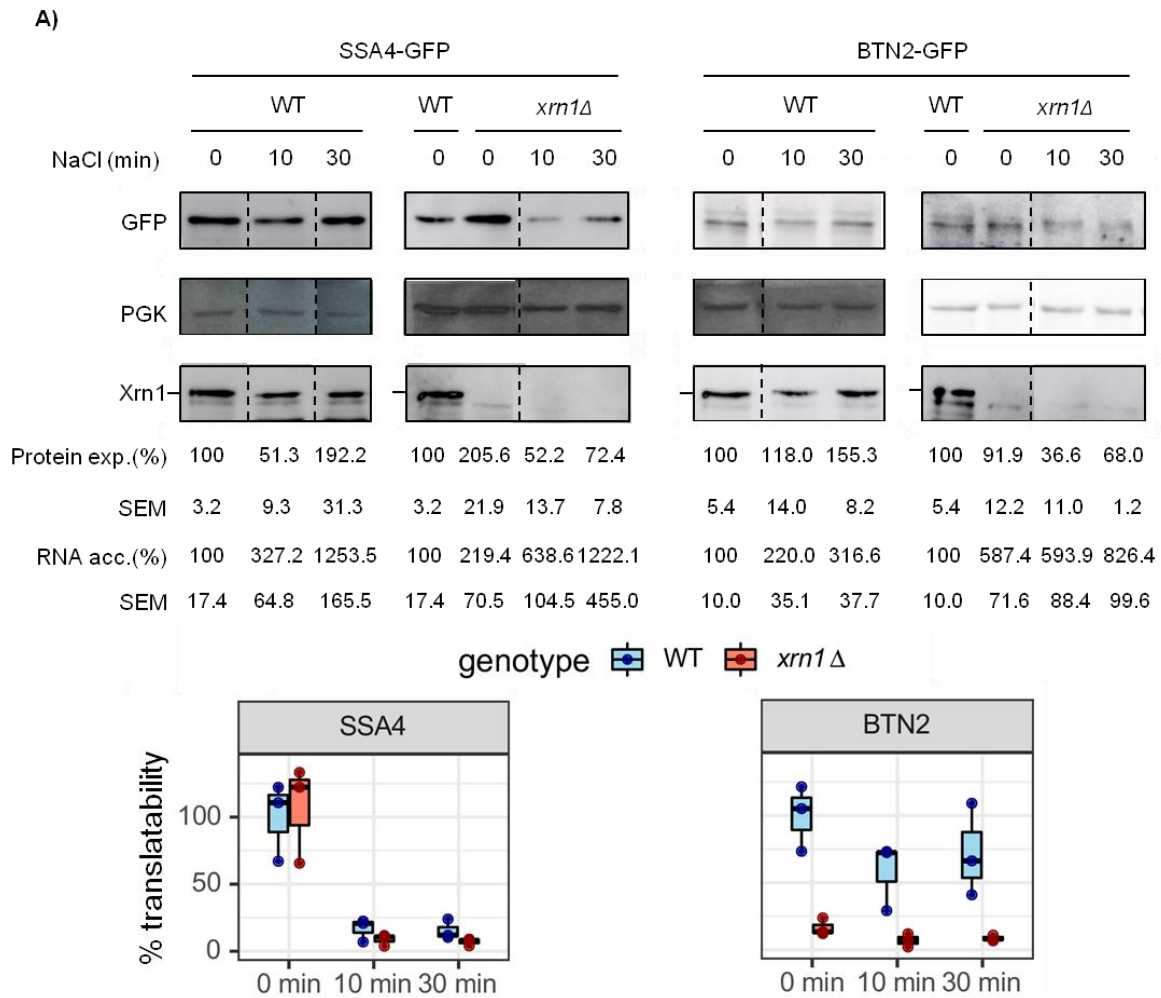 A)
SSA4-GFP BTN2-GFP
WT WT xrn1Δ WT WT xrn1Δ
NaCl (min) 0 10 30 0 0 10 30 0 10 30 0 0 10 30
GFP
PGK
Xrn1
Protein exp.(%) 100 51.3 192.2 100 205.6 52.2 72.4 100 118.0 155.3 100 91.9 36.6 68.0
SEM 3.2 9.3 31.3 3.2 21.9 13.7 7.8 5.4 14.0 8.2 5.4 12.2 11.0 1.2
RNA acc.(%) 100 327.2 1253.5 100 219.4 638.6 1222.1 100 220.0 316.6 100 587.4 593.9 826.4
SEM 17.4 64.8 165.5 17.4 70.5 104.5 455.0 10.0 35.1 37.7 10.0 71.6 88.4 99.6
genotype WT xrn1Δ
SSA4 BTN2
% translatability
100
50
0
0 min 10 min 30 min 0 min 10 min 30 min